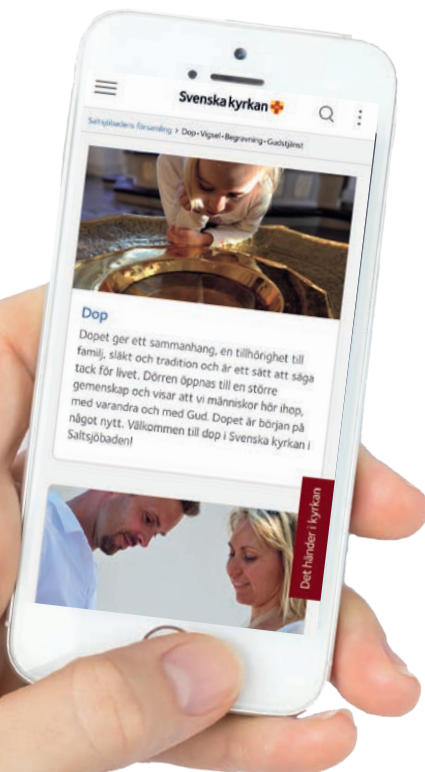 Svenska kyrkan
Saltsjöbadens församling > Dop•Vigsel•Begravning•Gudstjänst
Dop
Dopet ger ett sammanhang, en tillhörighet till
familj, släkt och tradition och är ett sätt att säga
tack för livet. Dörren öppnas till en större
gemenskap och visar att vi människor hör ihop,
med varandra och med Gud. Dopet är början på
något nytt. Välkommen till dop i Svenska kyrkan i
Saltsjöbaden!
Det händer i kyrkan